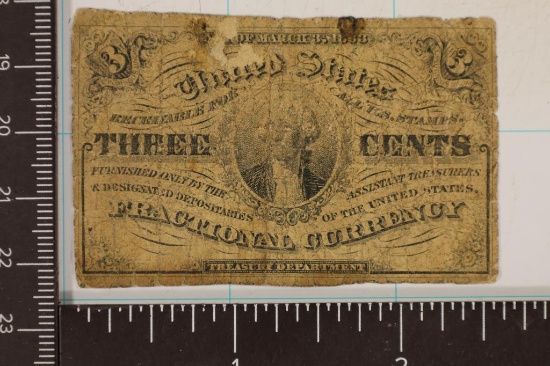 OF MARCH 3, 1863
3 3
United States
RECEIVABLE FOR ALL U.S. STAMPS.
THREE CENTS
FURNISHED ONLY BY THE ASSISTANT TREASURERS
& DESIGNATED DEPOSITARIES OF THE UNITED STATES.
FRACTIONAL CURRENCY
TREASURY DEPARTMENT
19
20
21
22
23
1 2